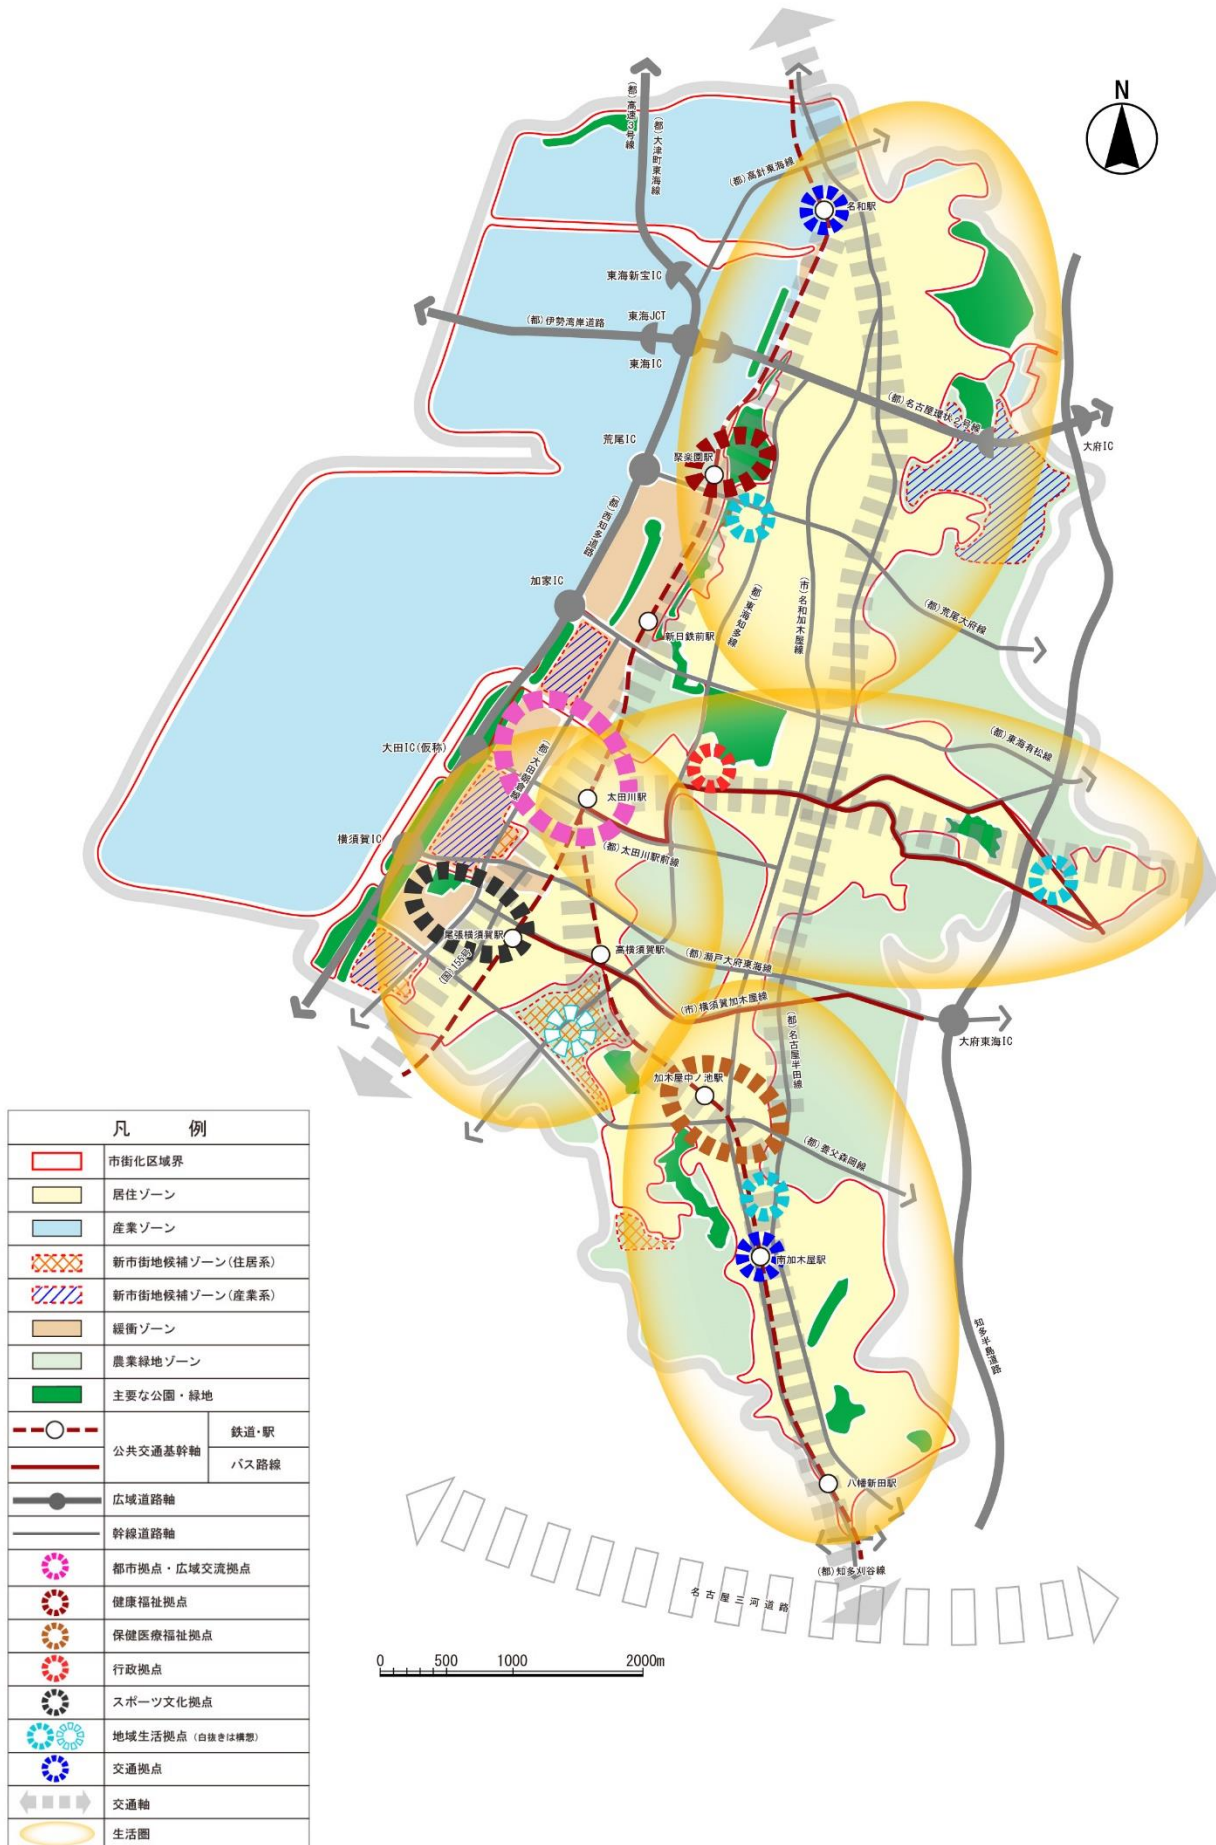 N
(都)高速3号線
(都)大津町東海線
(都)高針東海線
名和駅
東海新宝IC
東海JCT
(都)伊勢湾岸道路
東海IC
(都)名古屋環状2号線
大府IC
荒尾IC
聚楽園駅
(都)西知多道路
加家IC
(都)東海知多線
(市)名和加木屋線
(都)荒尾大府線
新日鉄前駅
大田IC(仮称)
(都)大田朝倉線
(都)東海有松線
太田川駅
横須賀IC
(都)太田川駅前線
尾張横須賀駅
高横須賀駅
(国)155号
(都)瀬戸大府東海線
(市)横須賀加木屋線
(都)名古屋半田線
大府東海IC
加木屋中ノ池駅
(都)養父森岡線
南加木屋駅
知多半島道路
八幡新田駅
(都)知多刈谷線
名古屋三河道路
0 500 1000 2000m
凡 例
市街化区域界
居住ゾーン
産業ゾーン
新市街地候補ゾーン(住居系)
新市街地候補ゾーン(産業系)
緩衝ゾーン
農業緑地ゾーン
主要な公園・緑地
公共交通基幹軸
鉄道・駅
バス路線
広域道路軸
幹線道路軸
都市拠点・広域交流拠点
健康福祉拠点
保健医療福祉拠点
行政拠点
スポーツ文化拠点
地域生活拠点 (白抜きは構想)
交通拠点
交通軸
生活圏